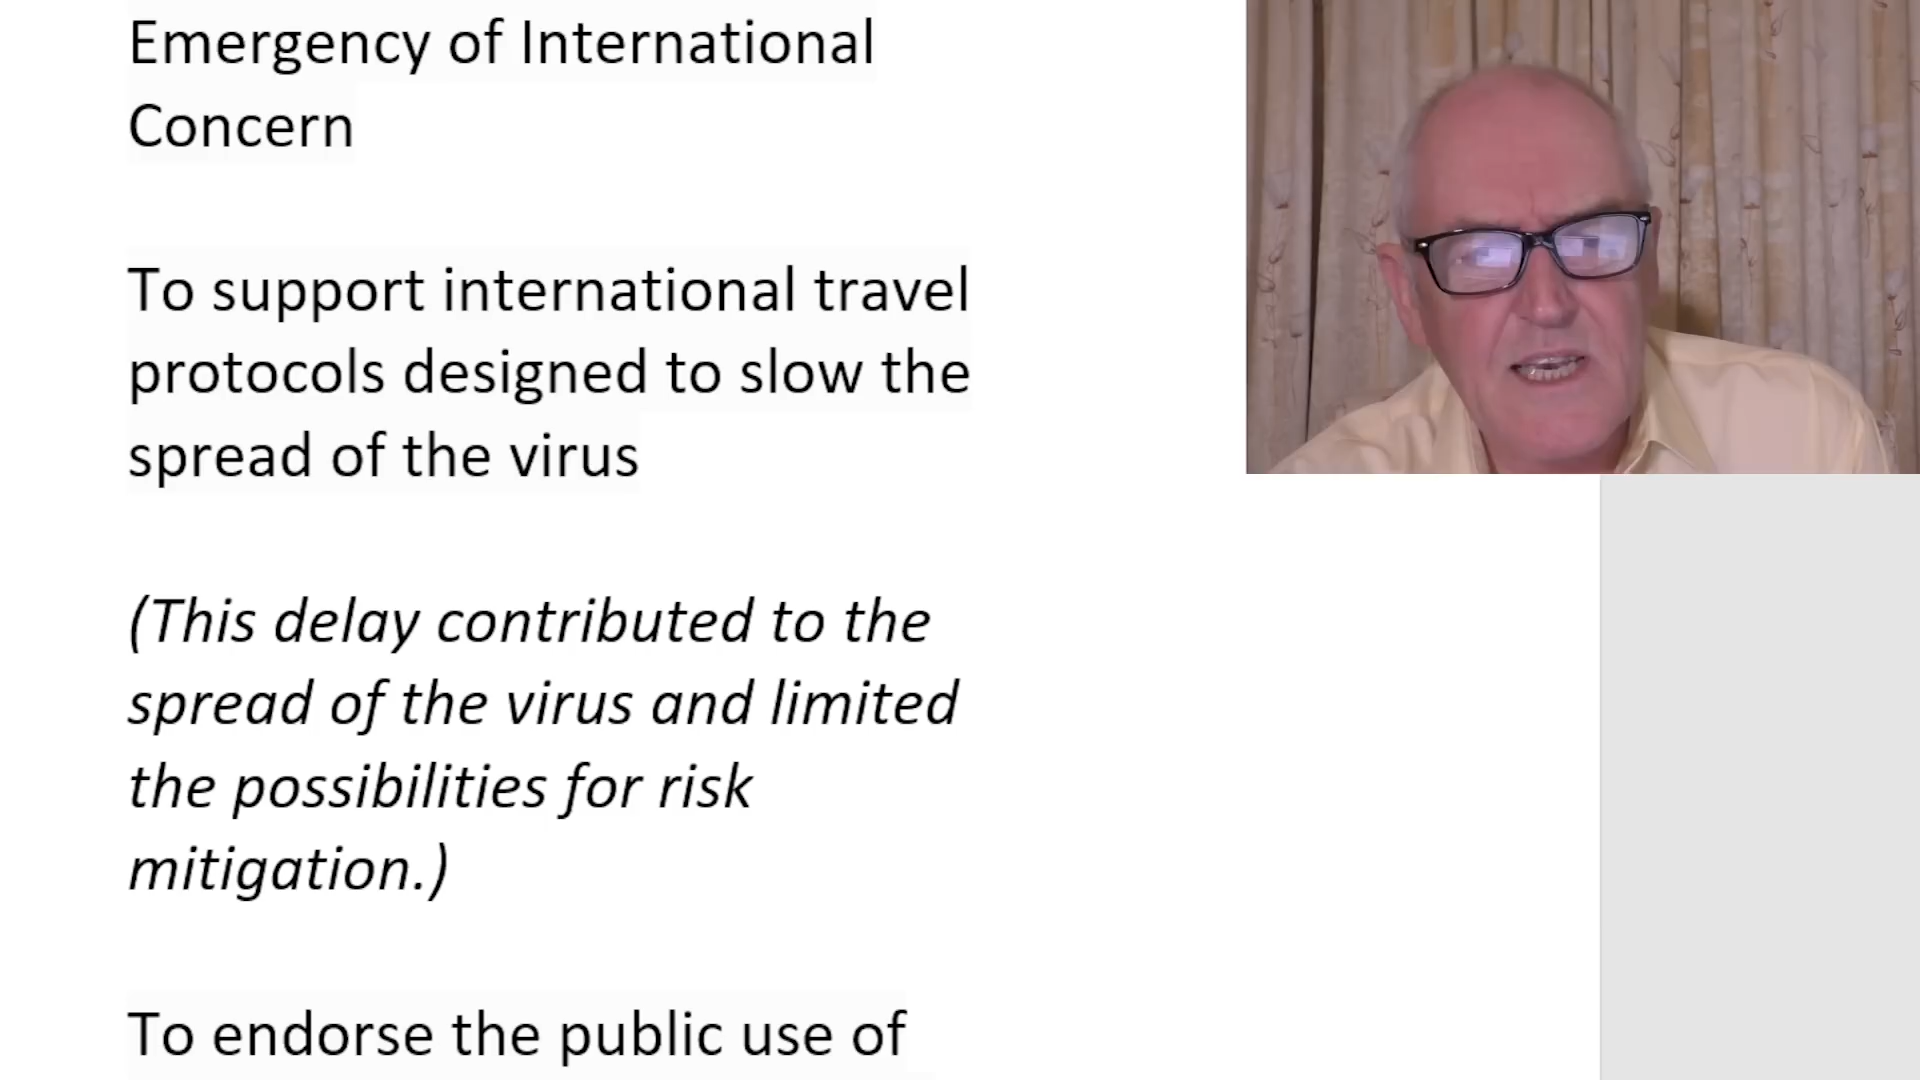 Emergency of International
Concern
To support international travel
protocols designed to slow the
spread of the virus
(This delay contributed to the
spread of the virus and limited
the possibilities for risk
mitigation.)
To endorse the public use of